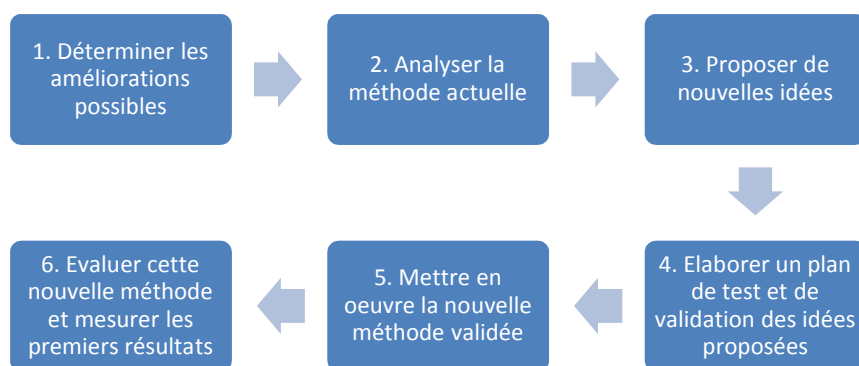 1. Déterminer les
améliorations
possibles
2. Analyser la
méthode actuelle
3. Proposer de
nouvelles idées
4. Elaborer un plan
de test et de
validation des idées
proposées
5. Mettre en
oeuvre la nouvelle
méthode validée
6. Evaluer cette
nouvelle méthode
et mesurer les
premiers résultats